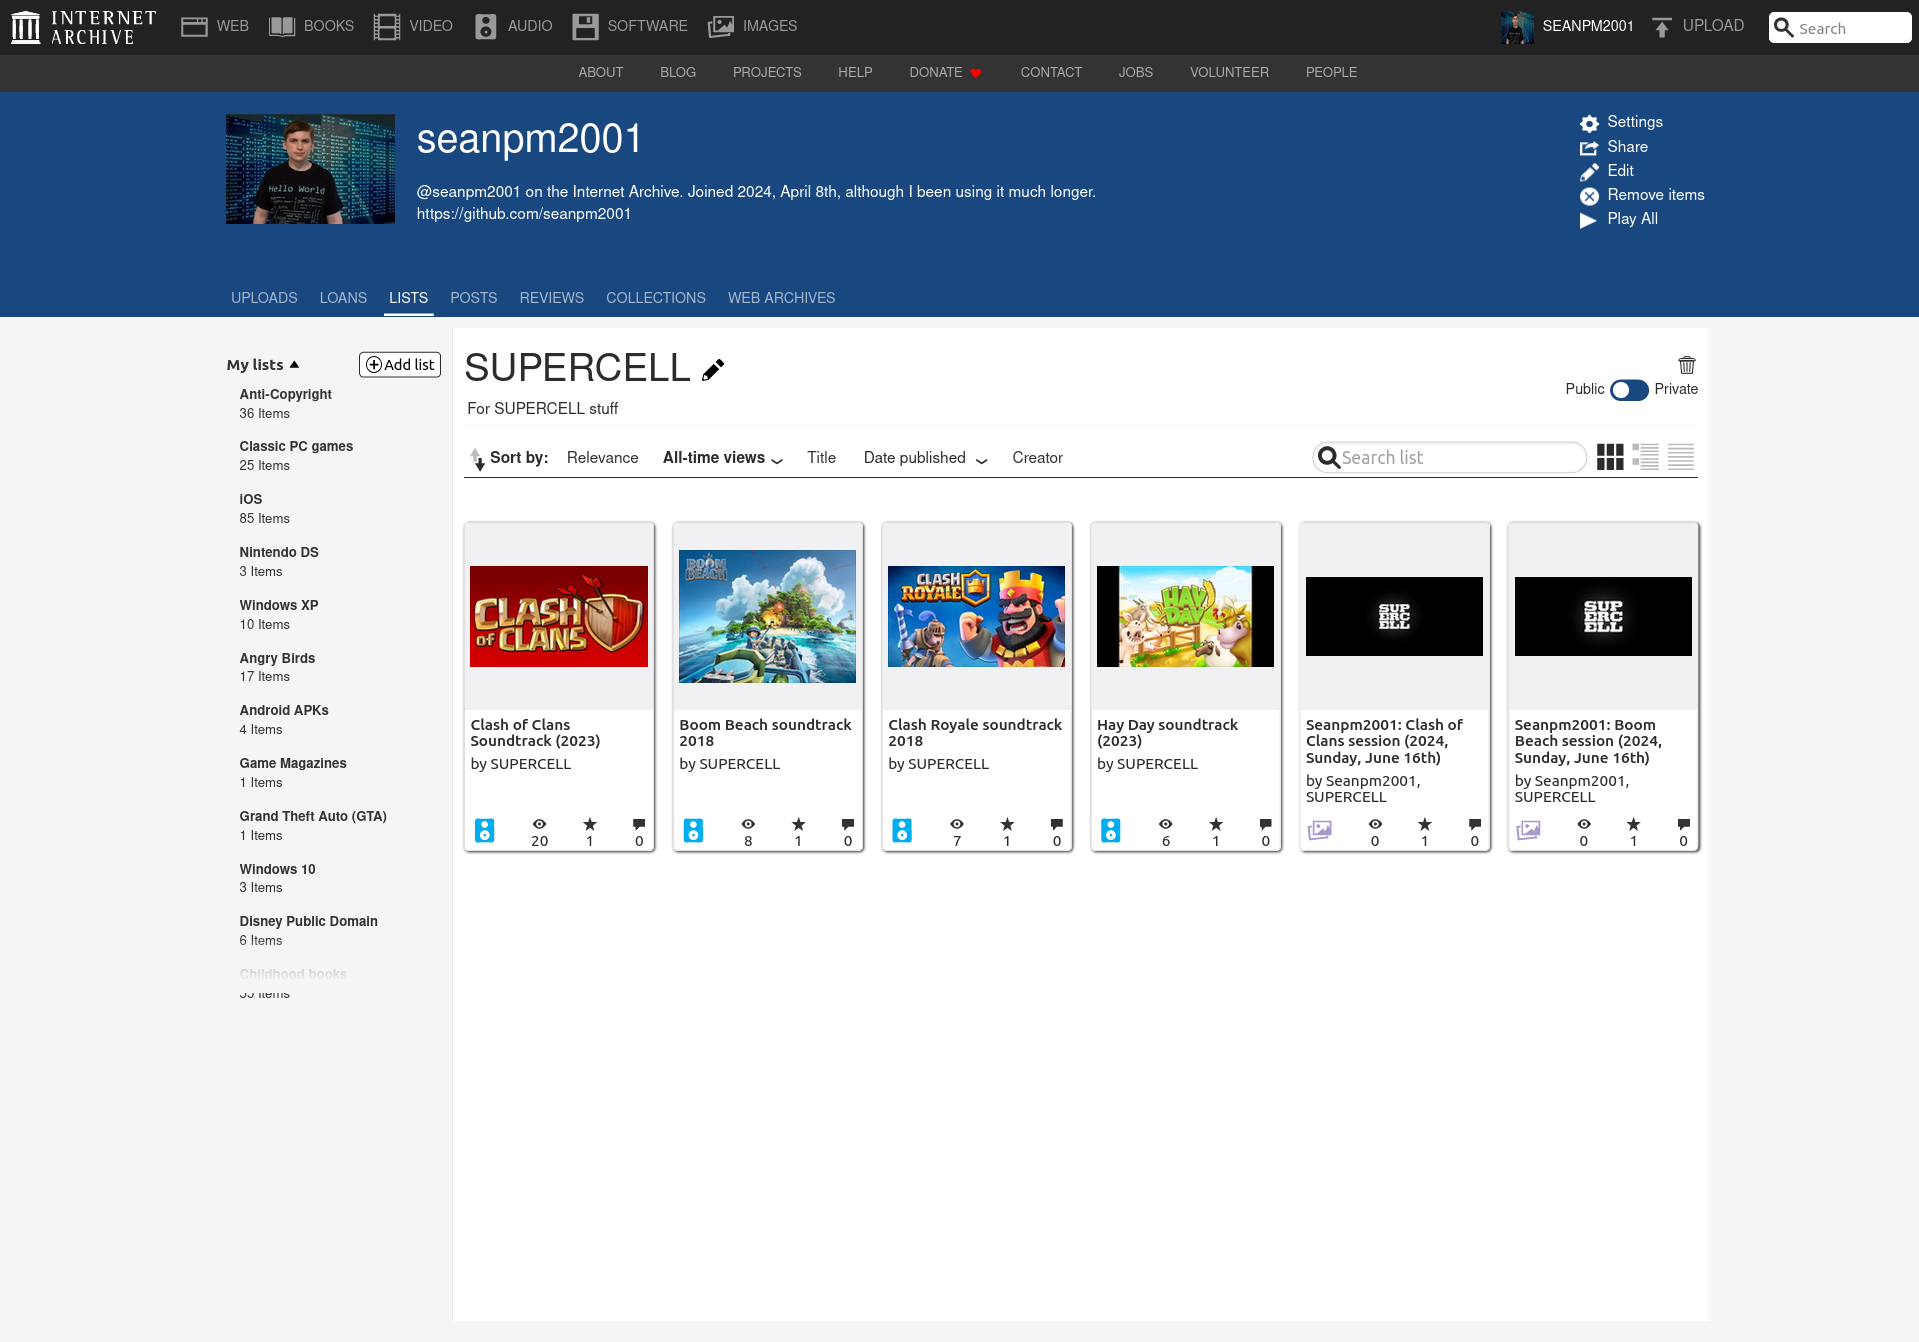 INTERNET
ARCHIVE
WEB
BOOKS
VIDEO
AUDIO
SOFTWARE
IMAGES
SEANPM2001
UPLOAD
Search
ABOUT
BLOG
PROJECTS
HELP
DONATE
CONTACT
JOBS
VOLUNTEER
PEOPLE
Hello World
seanpm2001
@seanpm2001 on the Internet Archive. Joined 2024, April 8th, although I been using it much longer.
https://github.com/seanpm2001
Settings
Share
Edit
Remove items
Play All
UPLOADS
LOANS
LISTS
POSTS
REVIEWS
COLLECTIONS
WEB ARCHIVES
My lists
Add list
Anti-Copyright
36 Items
Classic PC games
25 Items
iOS
85 Items
Nintendo DS
3 Items
Windows XP
10 Items
Angry Birds
17 Items
Android APKs
4 Items
Game Magazines
1 Items
Grand Theft Auto (GTA)
1 Items
Windows 10
3 Items
Disney Public Domain
6 Items
Childhood books
Items
SUPERCELL
For SUPERCELL stuff
Public
Private
Sort by:
Relevance
All-time views
Title
Date published
Creator
Search list
CLASH
OF CLANS
Clash of Clans
Soundtrack (2023)
by SUPERCELL
20
1
0
BOOM
BEACH
Boom Beach soundtrack
2018
by SUPERCELL
8
1
0
CLASH
ROYALE
Clash Royale soundtrack
2018
by SUPERCELL
7
1
0
HAY
DAY
Hay Day soundtrack
(2023)
by SUPERCELL
6
1
0
SUP
ERC
ELL
Seanpm2001: Clash of
Clans session (2024,
Sunday, June 16th)
by Seanpm2001,
SUPERCELL
0
1
0
SUP
ERC
ELL
Seanpm2001: Boom
Beach session (2024,
Sunday, June 16th)
by Seanpm2001,
SUPERCELL
0
1
0